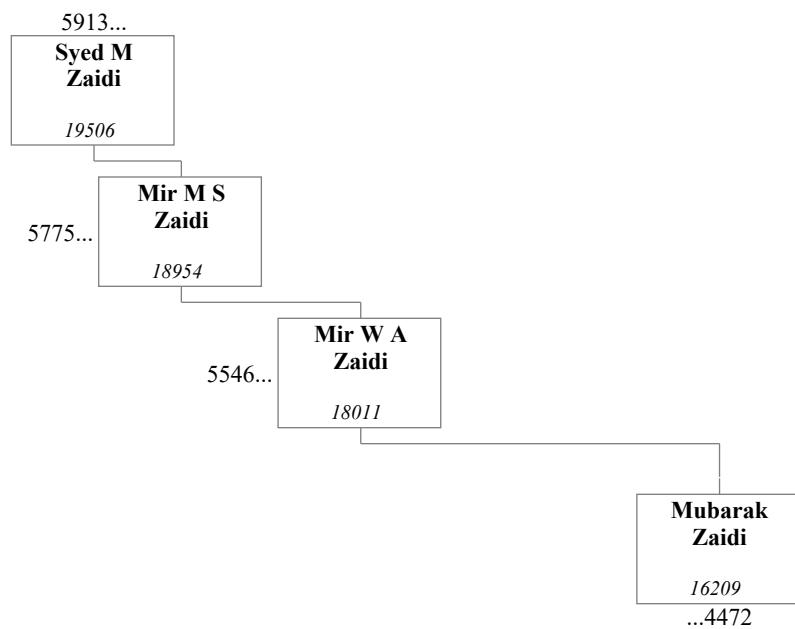 5913...
Syed M
Zaidi
19506
Mir M S
Zaidi
5775...
18954
Mir W A
Zaidi
5546...
18011
Mubarak
Zaidi
16209
...4472